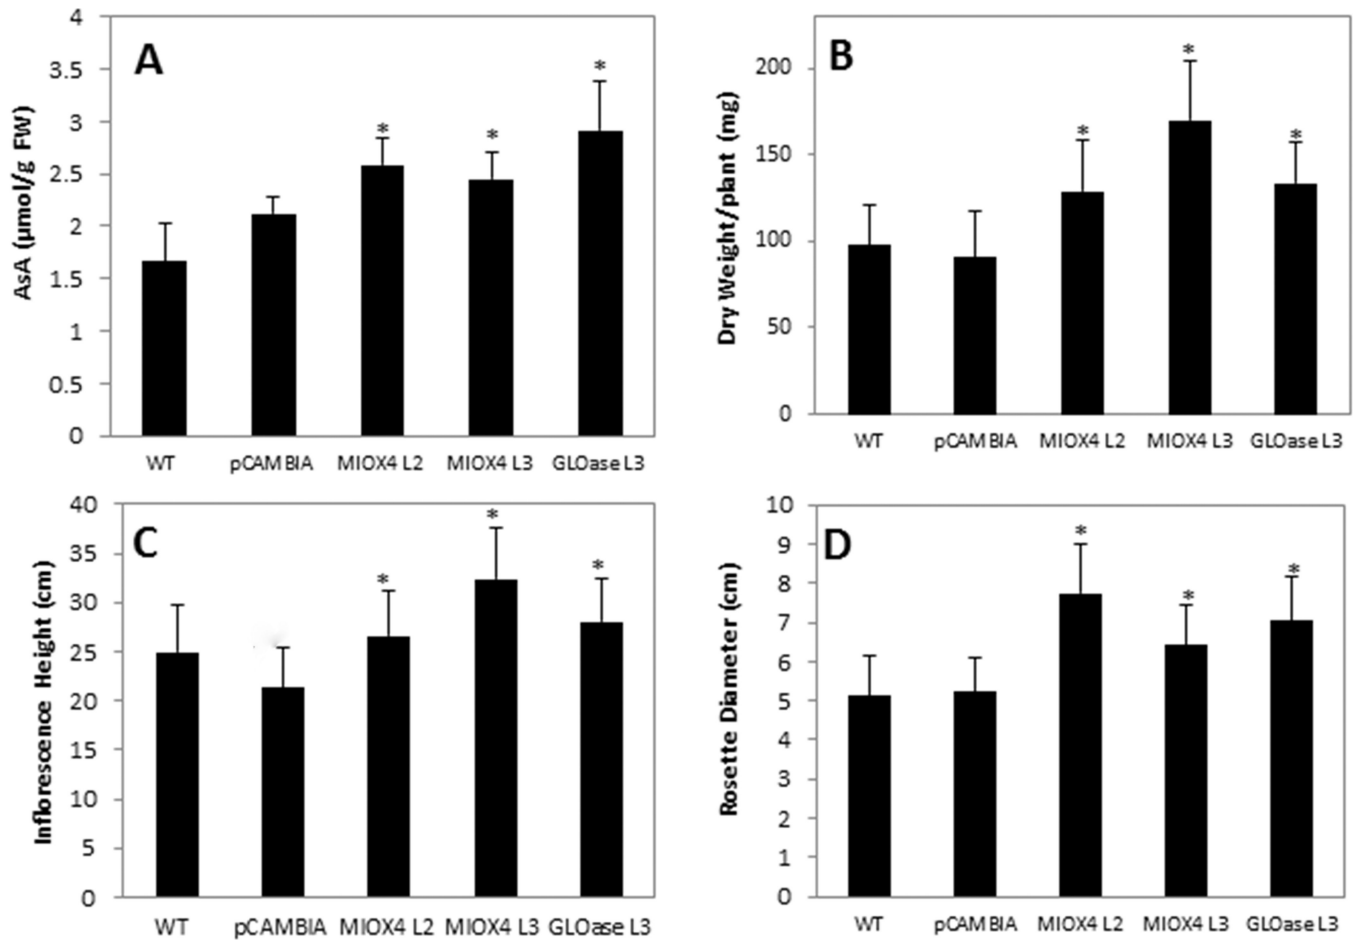 A
AsA (μmol/g FW)
4
3.5
3
2.5
2
1.5
1
0.5
0
* * *
WT pCAMBIA MIOX4 L2 MIOX4 L3 GLOase L3
B
Dry Weight/plant (mg)
200
150
100
50
0
* * *
WT pCAMBIA MIOX4 L2 MIOX4 L3 GLOase L3
C
Inflorescence Height (cm)
40
35
30
25
20
15
10
5
0
* * *
WT pCAMBIA MIOX4 L2 MIOX4 L3 GLOase L3
D
Rosette Diameter (cm)
10
9
8
7
6
5
4
3
2
1
0
* * *
WT pCAMBIA MIOX4 L2 MIOX4 L3 GLOase L3